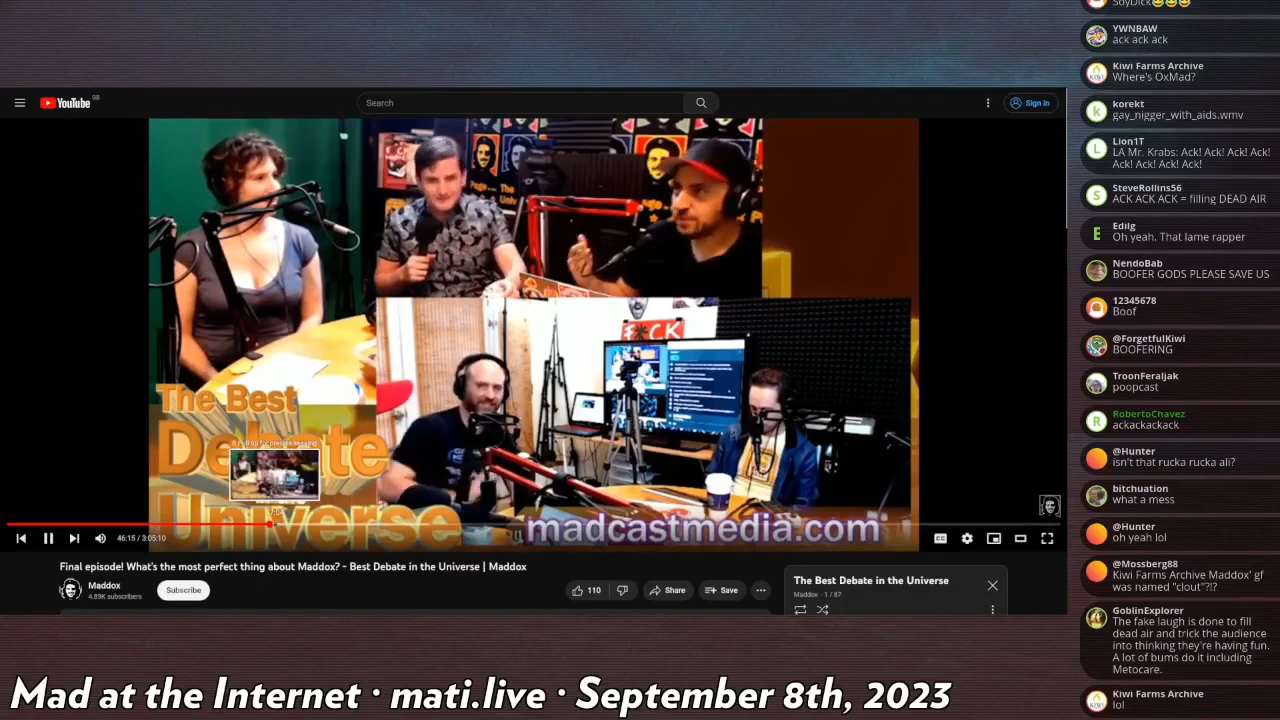 YouTube GB
Search
Sign In
The Best
Debate
Universe
F*CK
madcastmedia.com
46:15 / 3:05:10
CC
Final episode! What's the most perfect thing about Maddox? - Best Debate in the Universe | Maddox
Maddox
4.89K subscribers
Subscribe
110
Share
Save
The Best Debate in the Universe
Maddox - 1 / 87
Mad at the Internet · mati.live · September 8th, 2023
SoyDick😂😂😂
YWNBAW
ack ack ack
Kiwi Farms Archive
Where's OxMad?
korekt
gay_nigger_with_aids.wmv
Lion1T
LA Mr. Krabs: Ack! Ack! Ack! Ack!
Ack! Ack! Ack! Ack!
SteveRollins56
ACK ACK ACK = filling DEAD AIR
Edilg
Oh yeah, That lame rapper
NendoBab
BOOFER GODS PLEASE SAVE US
12345678
Boof
@ForgetfulKiwi
BOOFERING
TroonFeraljak
poopcast
RobertoChavez
ackackackack
@Hunter
isn't that rucka rucka ali?
bitchuation
what a mess
@Hunter
oh yeah lol
@Mossberg88
Kiwi Farms Archive Maddox' gf
was named "clout"?!?
GoblinExplorer
The fake laugh is done to fill
dead air and trick the audience
into thinking they're having fun.
A lot of bums do it including
Metocare.
Kiwi Farms Archive
lol